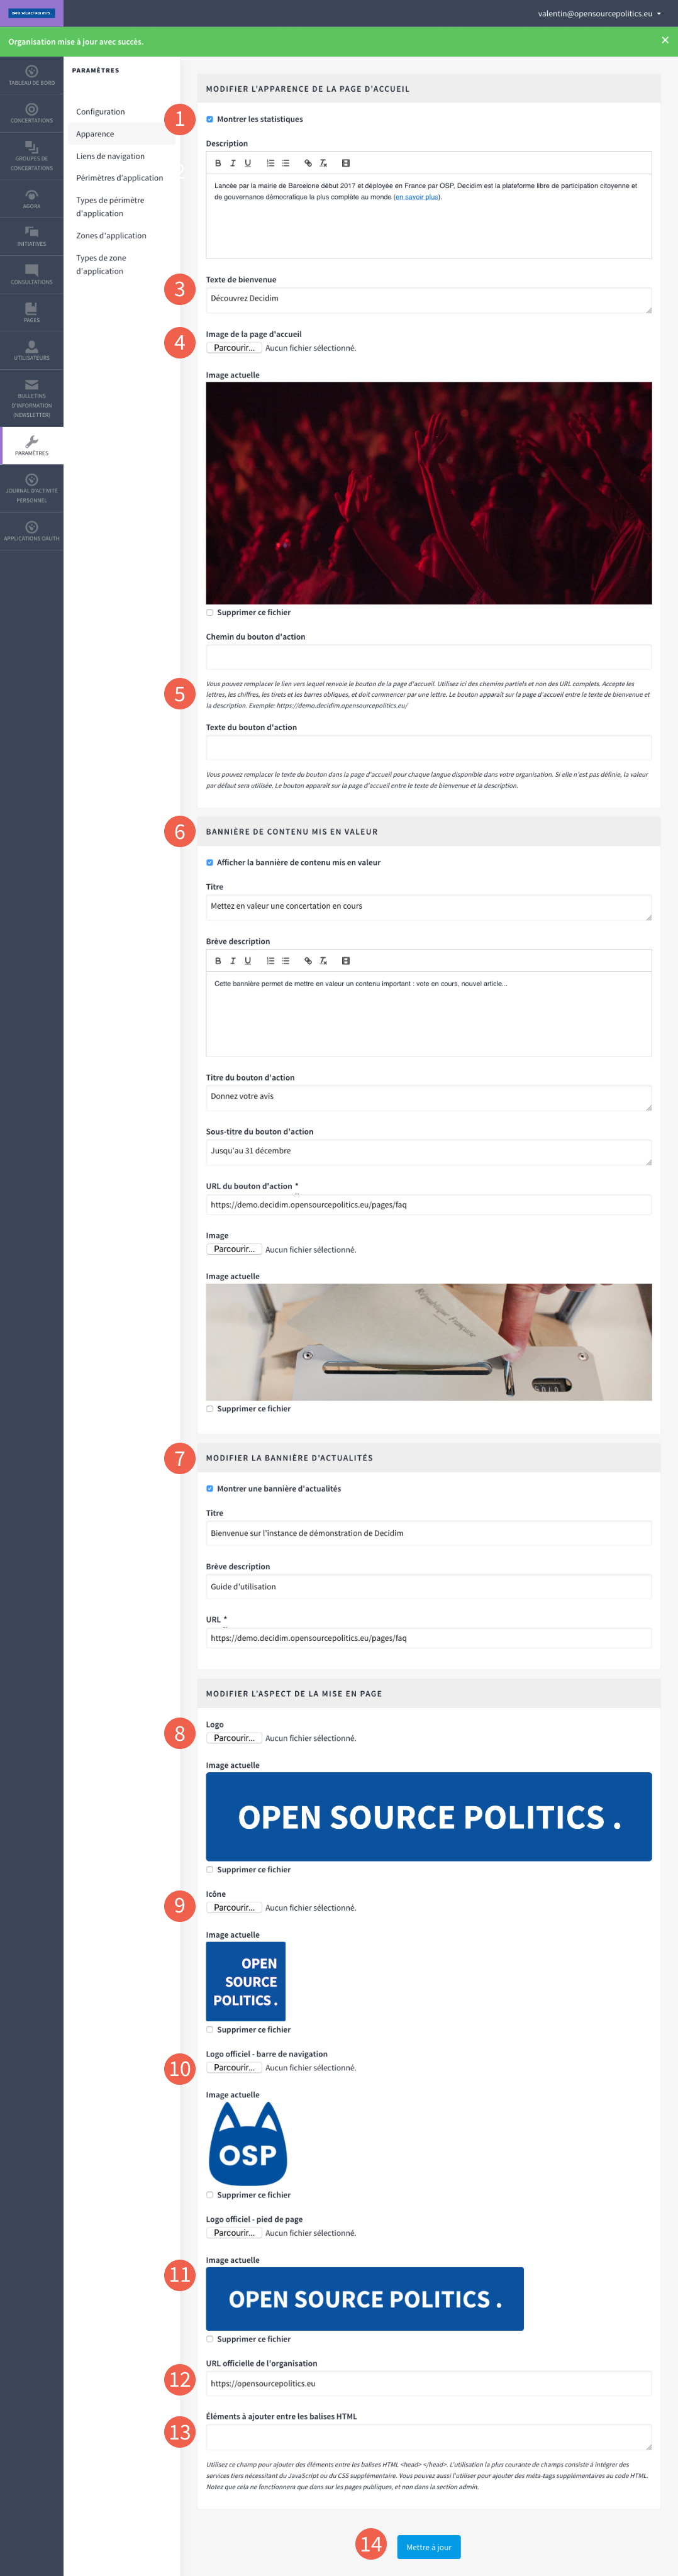 OPEN SOURCE POLITICS .
valentin@opensourcepolitics.eu
Organisation mise à jour avec succès.
×
TABLEAU DE BORD
CONCERTATIONS
GROUPES DE
CONCERTATIONS
AGORA
INITIATIVES
CONSULTATIONS
PAGES
UTILISATEURS
BULLETINS
D'INFORMATION
(NEWSLETTER)
PARAMÈTRES
JOURNAL D'ACTIVITÉ
PERSONNEL
APPLICATIONS OAUTH
PARAMÈTRES
Configuration
Apparence
Liens de navigation
Périmètres d'application
Types de périmètre
d'application
Zones d'application
Types de zone
d'application
MODIFIER L'APPARENCE DE LA PAGE D'ACCUEIL
1
Montrer les statistiques
2
Description
B I U
Lancée par la mairie de Barcelone début 2017 et déployée en France par OSP, Decidim est la plateforme libre de participation citoyenne et
de gouvernance démocratique la plus complète au monde (en savoir plus).
3
Texte de bienvenue
Découvrez Decidim
4
Image de la page d'accueil
Parcourir... Aucun fichier sélectionné.
Image actuelle
Supprimer ce fichier
Chemin du bouton d'action
5
Vous pouvez remplacer le lien vers lequel renvoie le bouton de la page d'accueil. Utilisez ici des chemins partiels et non des URL complets. Accepte les
lettres, les chiffres, les tirets et les barres obliques, et doit commencer par une lettre. Le bouton apparaît sur la page d'accueil entre le texte de bienvenue et
la description. Exemple: https://demo.decidim.opensourcepolitics.eu/
Texte du bouton d'action
Vous pouvez remplacer le texte du bouton dans la page d'accueil pour chaque langue disponible dans votre organisation. Si elle n'est pas définie, la valeur
par défaut sera utilisée. Le bouton apparaît sur la page d'accueil entre le texte de bienvenue et la description.
6
BANNIÈRE DE CONTENU MIS EN VALEUR
Afficher la bannière de contenu mis en valeur
Titre
Mettez en valeur une concertation en cours
Brève description
B I U
Cette bannière permet de mettre en valeur un contenu important : vote en cours, nouvel article...
Titre du bouton d'action
Donnez votre avis
Sous-titre du bouton d'action
Jusqu'au 31 décembre
URL du bouton d'action *
https://demo.decidim.opensourcepolitics.eu/pages/faq
Image
Parcourir... Aucun fichier sélectionné.
Image actuelle
République Française
Supprimer ce fichier
7
MODIFIER LA BANNIÈRE D'ACTUALITÉS
Montrer une bannière d'actualités
Titre
Bienvenue sur l'instance de démonstration de Decidim
Brève description
Guide d'utilisation
URL *
https://demo.decidim.opensourcepolitics.eu/pages/faq
MODIFIER L'ASPECT DE LA MISE EN PAGE
8
Logo
Parcourir... Aucun fichier sélectionné.
Image actuelle
OPEN SOURCE POLITICS .
Supprimer ce fichier
9
Icône
Parcourir... Aucun fichier sélectionné.
Image actuelle
OPEN
SOURCE
POLITICS .
Supprimer ce fichier
10
Logo officiel - barre de navigation
Parcourir... Aucun fichier sélectionné.
Image actuelle
OSP
Supprimer ce fichier
Logo officiel - pied de page
Parcourir... Aucun fichier sélectionné.
11
Image actuelle
OPEN SOURCE POLITICS .
Supprimer ce fichier
12
URL officielle de l'organisation
https://opensourcepolitics.eu
13
Éléments à ajouter entre les balises HTML
Utilisez ce champ pour ajouter des éléments entre les balises HTML <head> </head>. L'utilisation la plus courante de champs consiste à intégrer des
services tiers nécessitant du JavaScript ou du CSS supplémentaire. Vous pouvez aussi l'utiliser pour ajouter des méta-tags supplémentaires au code HTML.
Notez que cela ne fonctionnera que dans sur les pages publiques, et non dans la section admin.
14
Mettre à jour